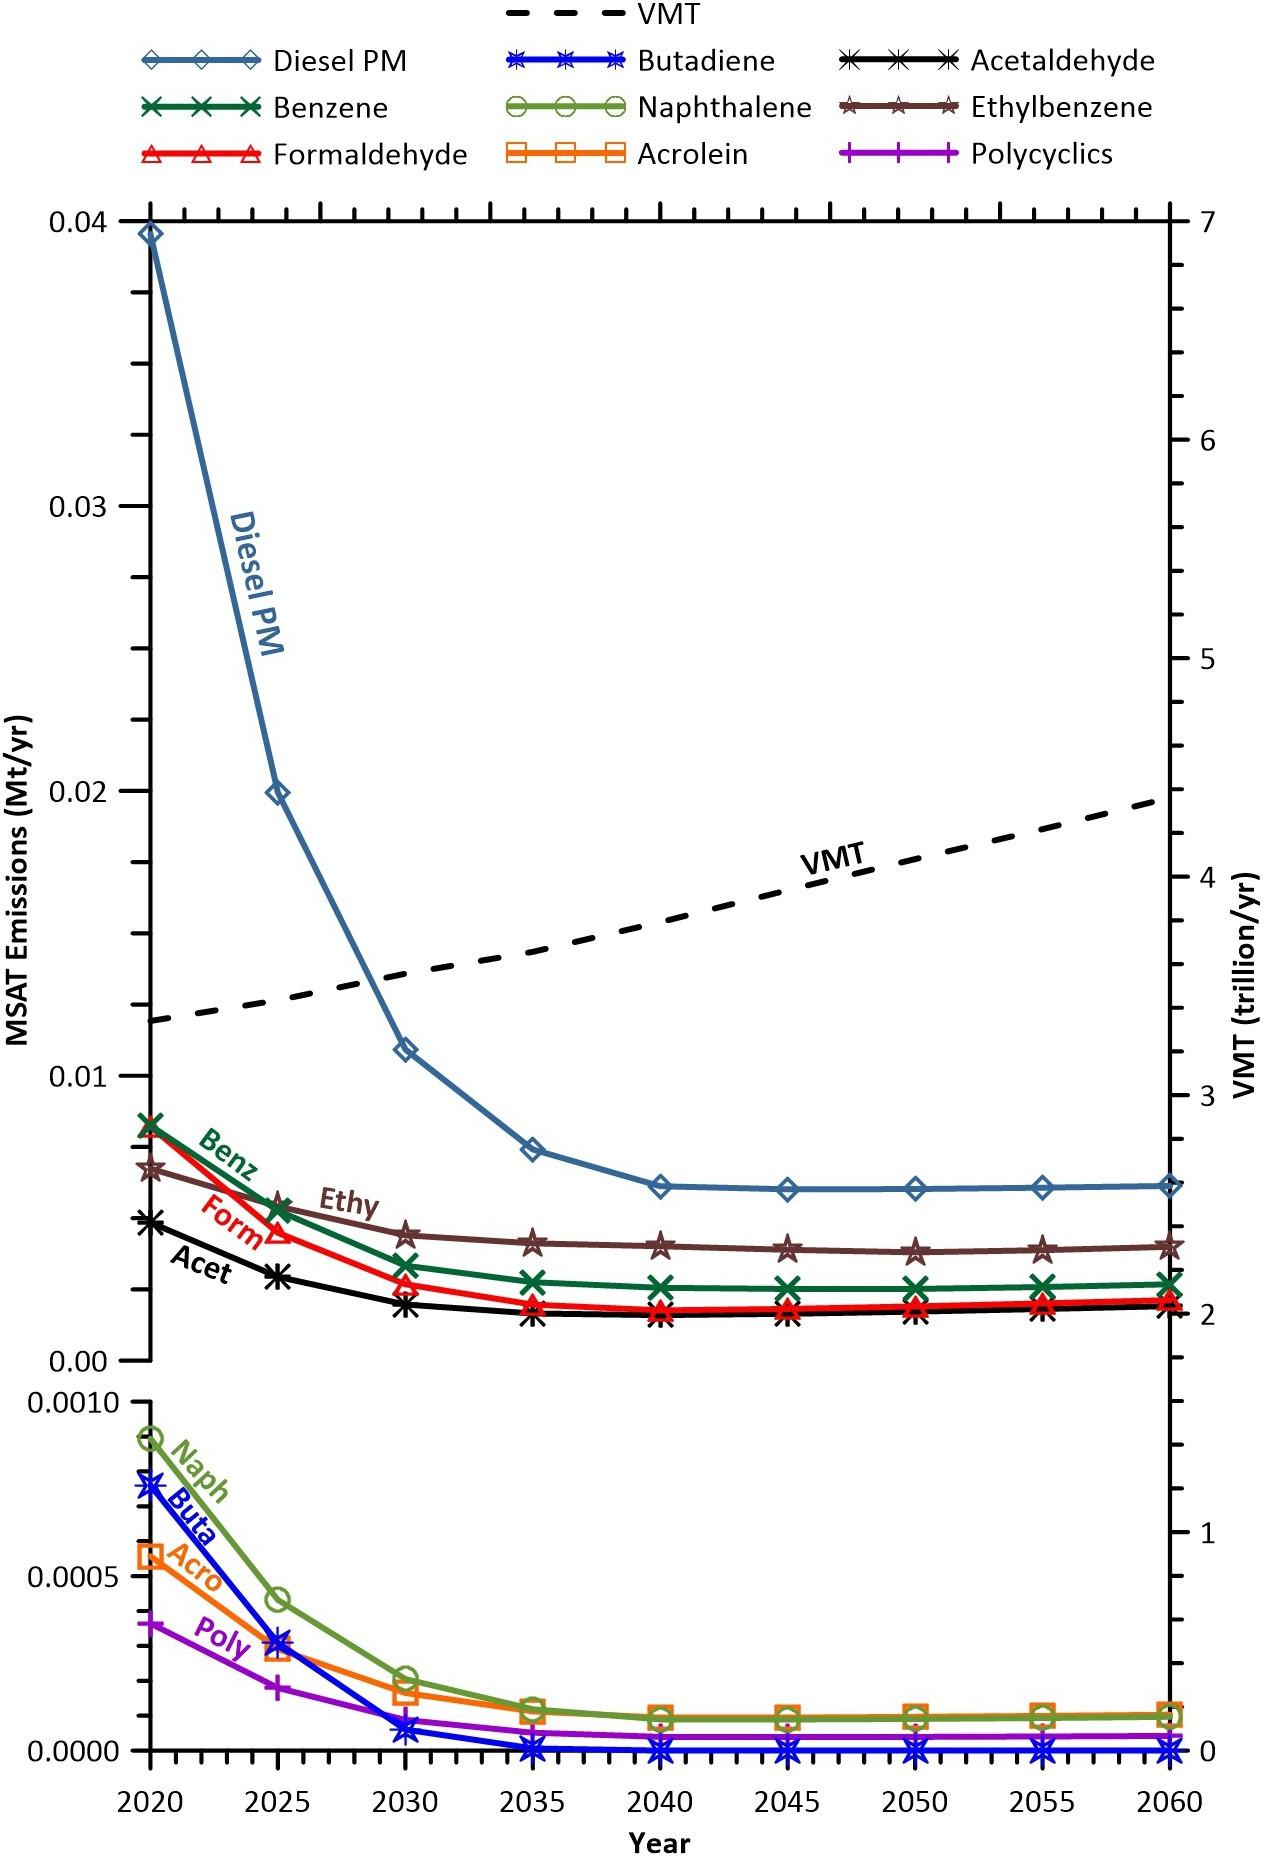 VMT
Diesel PM Butadiene Acetaldehyde
Benzene Naphthalene Ethylbenzene
Formaldehyde Acrolein Polycyclics
0.04 7
6
0.03
Diesel PM
5
0.02
MSAT Emissions (Mt/yr)
VMT
4
VMT (trillion/yr)
0.01
3
Benz
Ethy
Form
Acet
2
0.00
0.0010
Naph
Buta
1
Acro
0.0005
Poly
0.0000 0
2020 2025 2030 2035 2040 2045 2050 2055 2060
Year